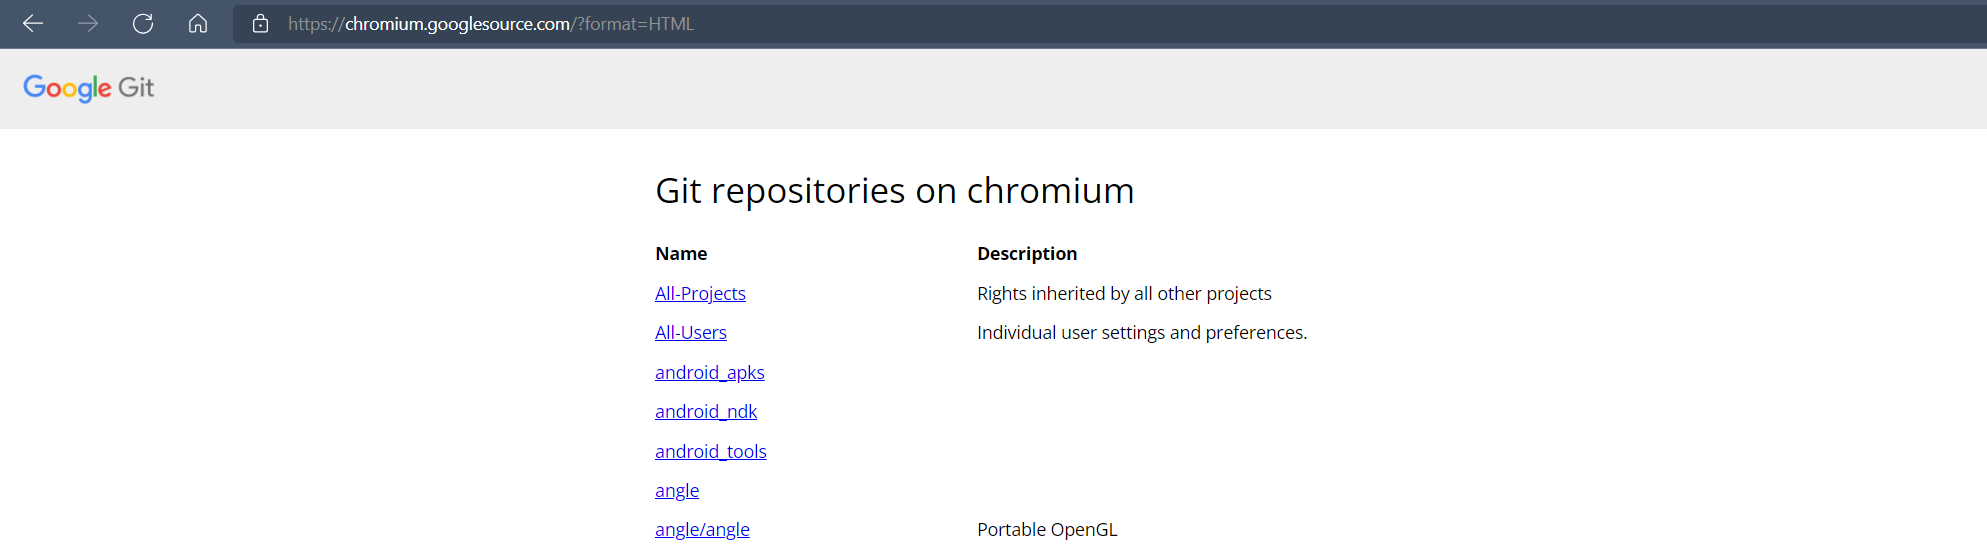 https://chromium.googlesource.com/?format=HTML
Google Git
Git repositories on chromium
Name Description
All-Projects Rights inherited by all other projects
All-Users Individual user settings and preferences.
android_apks
android_ndk
android_tools
angle
angle/angle Portable OpenGL